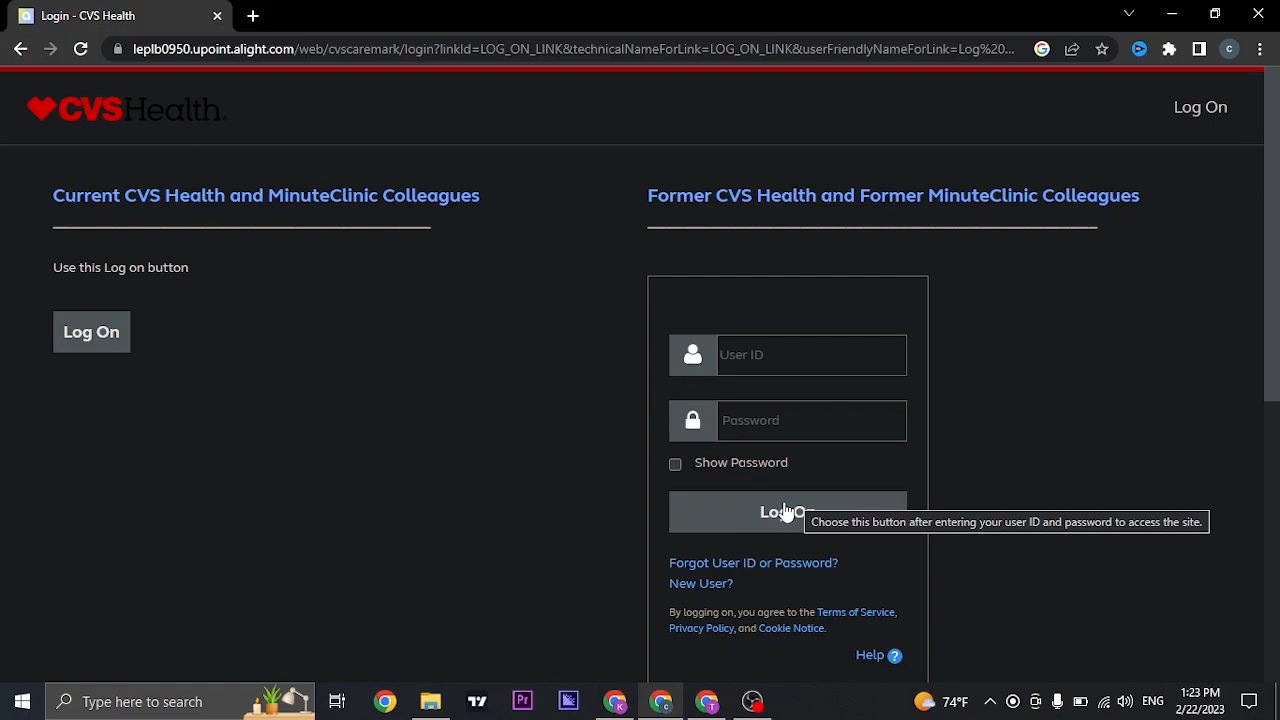 Login - CVS Health
leplb0950.upoint.alight.com/web/cvscaremark/login?linkId=LOG_ON_LINK&technicalNameForLink=LOG_ON_LINK&userFriendlyNameForLink=Log%20...
c
CVSHealth
Log On
Current CVS Health and MinuteClinic Colleagues
Use this Log on button
Log On
Former CVS Health and Former MinuteClinic Colleagues
User ID
Password
Show Password
Choose this button after entering your user ID and password to access the site.
Forgot User ID or Password?
New User?
By logging on, you agree to the Terms of Service,
Privacy Policy, and Cookie Notice.
Help ?
Type here to search
Pr
K
c
T
74°F
ENG
1:23 PM
2/22/2023